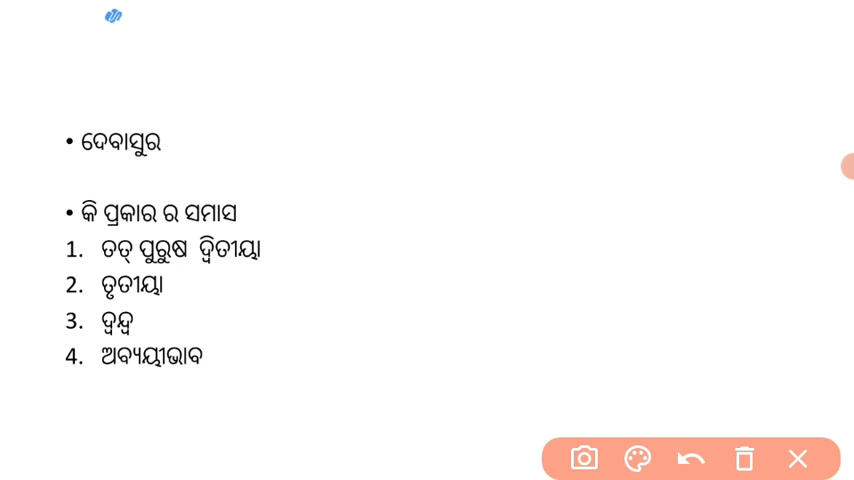 • ଦେବାସୁର
• କି ପ୍ରକାର ର ସମାସ
1. ତତ୍ ପୁରୁଷ ଦ୍ୱିତୀୟା
2. ତୃତୀୟା
3. ଦ୍ୱନ୍ଦ୍ୱ
4. ଅବ୍ୟୟୀଭାବ